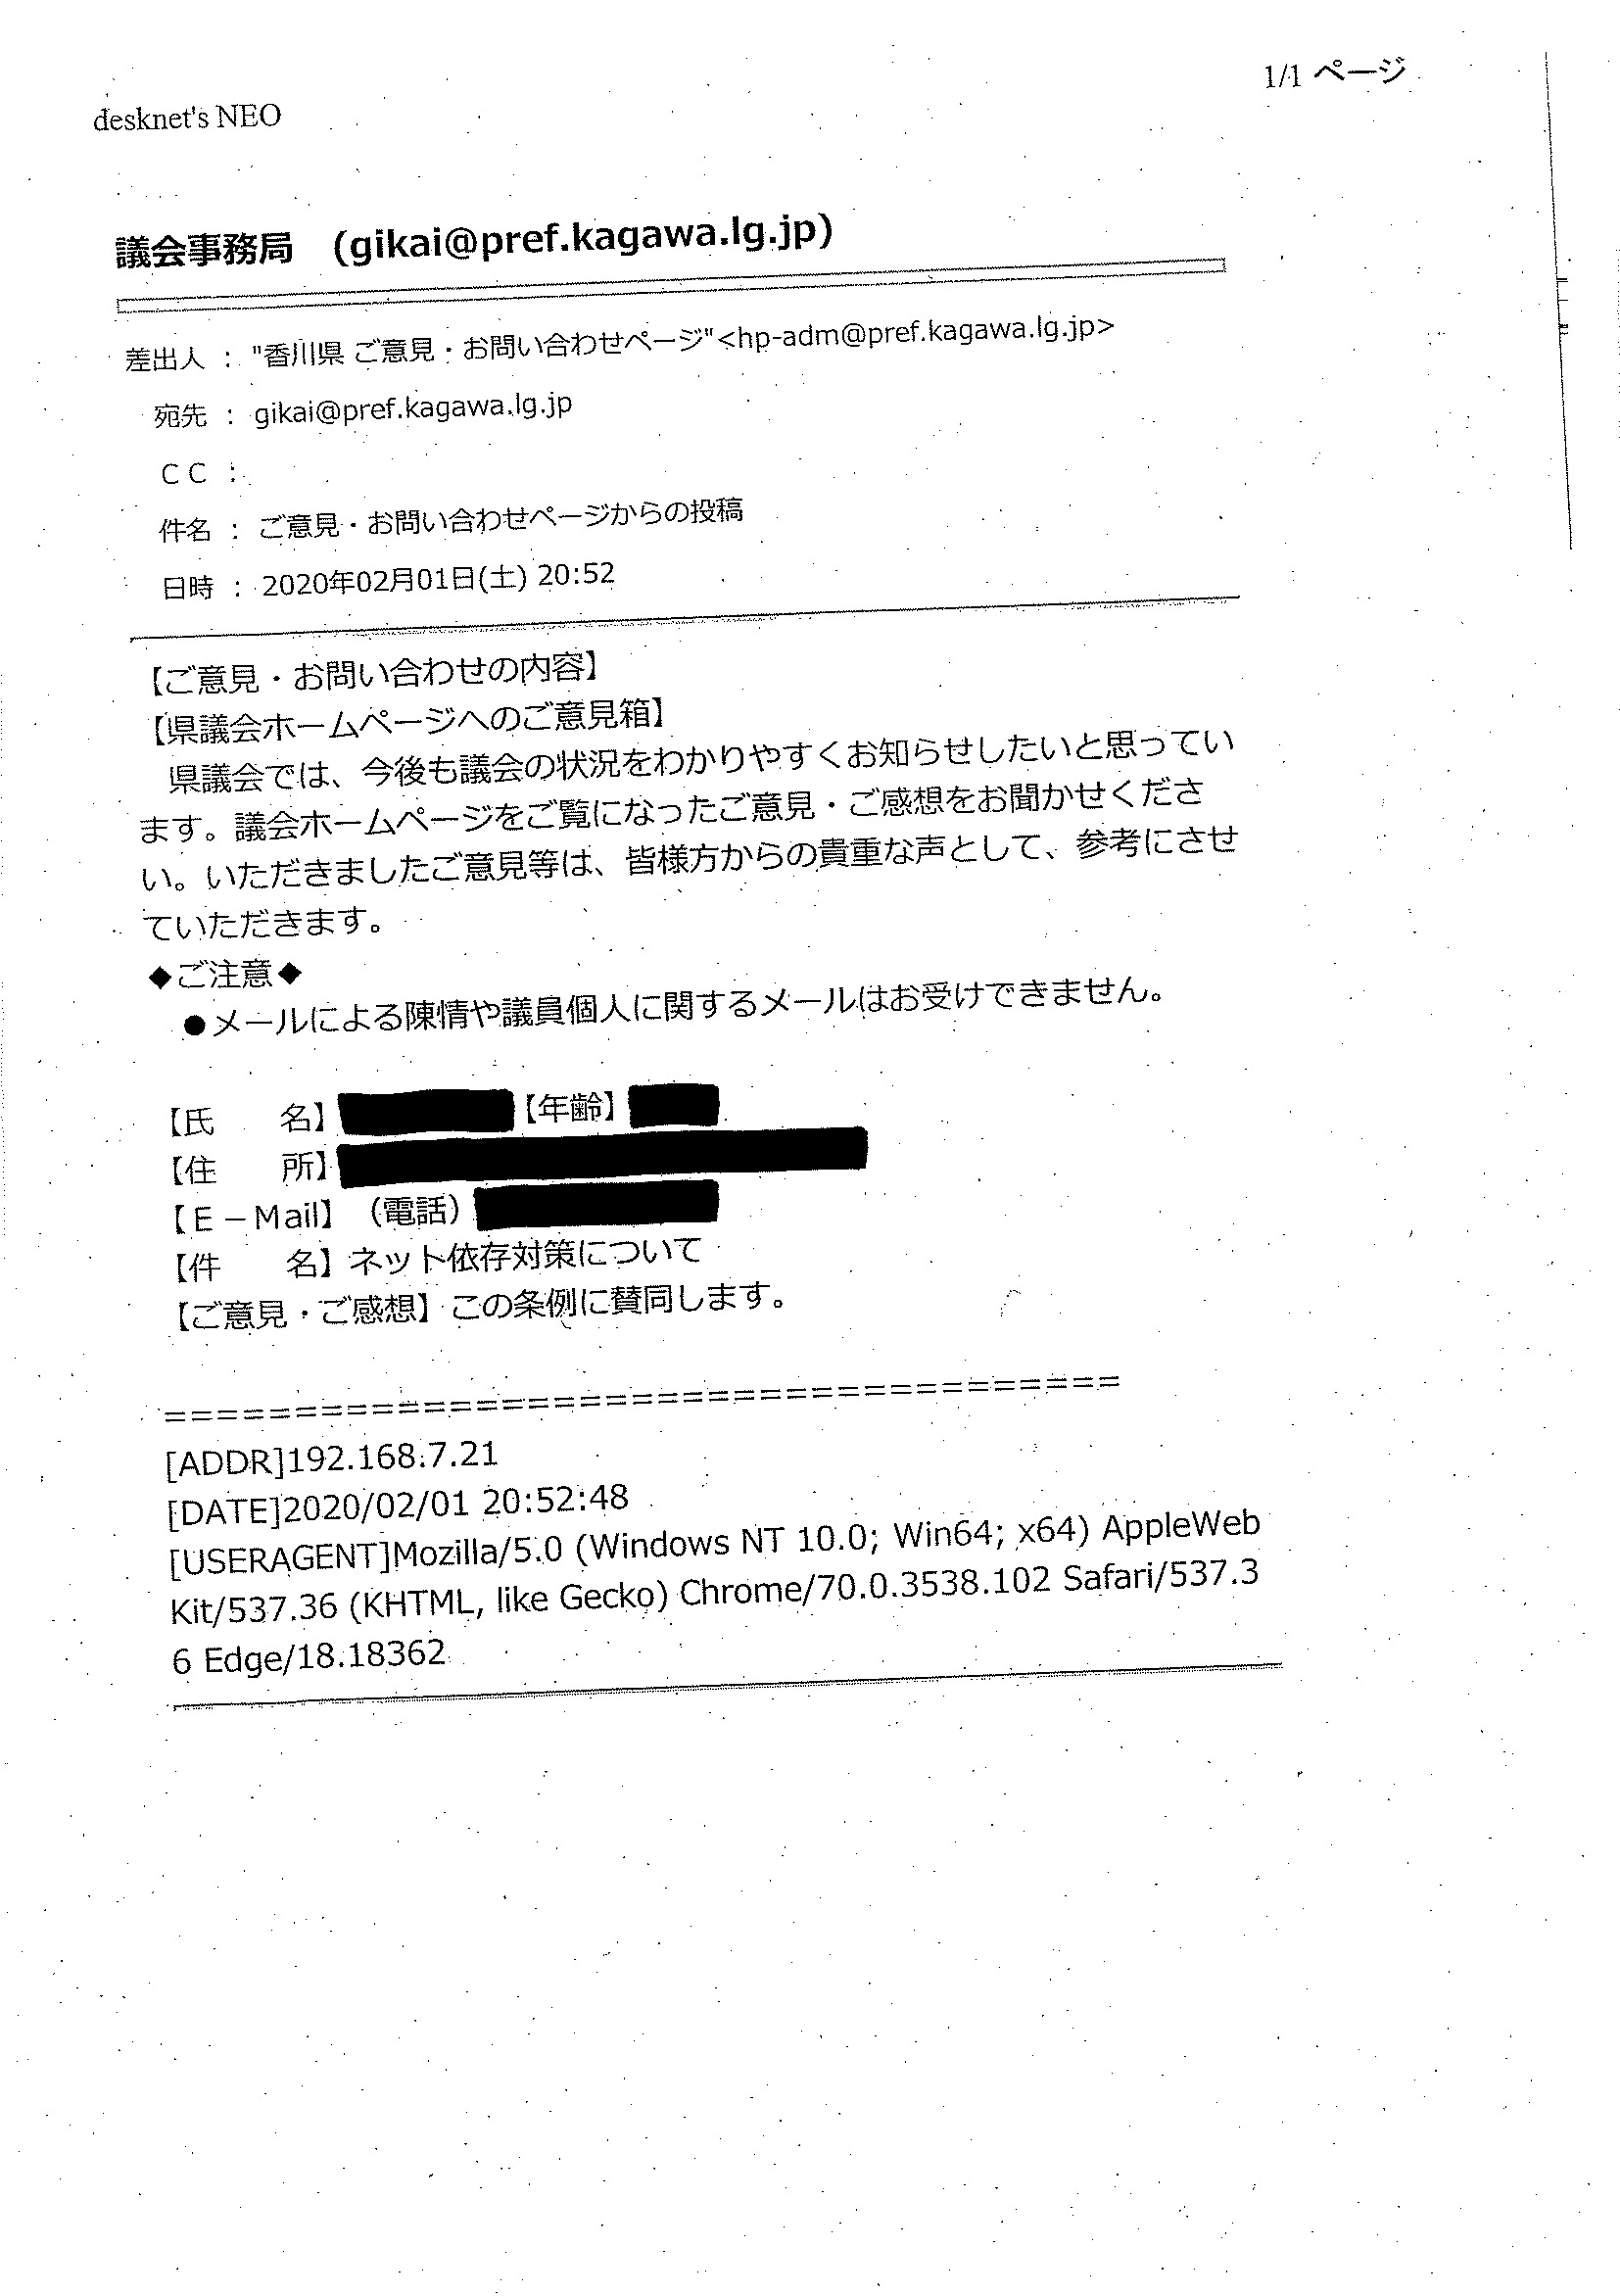 1/1 ページ
desknet's NEO
議会事務局　(gikai@pref.kagawa.lg.jp)
差出人 ： "香川県 ご意見・お問い合わせページ"<hp-adm@pref.kagawa.lg.jp>
宛先 ： gikai@pref.kagawa.lg.jp
ＣＣ ：
件名 ： ご意見・お問い合わせページからの投稿
日時 ： 2020年02月01日(土) 20:52
【ご意見・お問い合わせの内容】
【県議会ホームページへのご意見箱】
　県議会では、今後も議会の状況をわかりやすくお知らせしたいと思ってい
ます。議会ホームページをご覧になったご意見・ご感想をお聞かせくださ
い。いただきましたご意見等は、皆様方からの貴重な声として、参考にさせ
ていただきます。
◆ご注意◆
　●メールによる陳情や議員個人に関するメールはお受けできません。
【氏　　名】 【年齢】
【住　　所】
【Ｅ－Mail】（電話）
【件　　名】ネット依存対策について
【ご意見・ご感想】この条例に賛同します。
=====================================
[ADDR]192.168.7.21
[DATE]2020/02/01 20:52:48
[USERAGENT]Mozilla/5.0 (Windows NT 10.0; Win64; x64) AppleWeb
Kit/537.36 (KHTML, like Gecko) Chrome/70.0.3538.102 Safari/537.3
6 Edge/18.18362